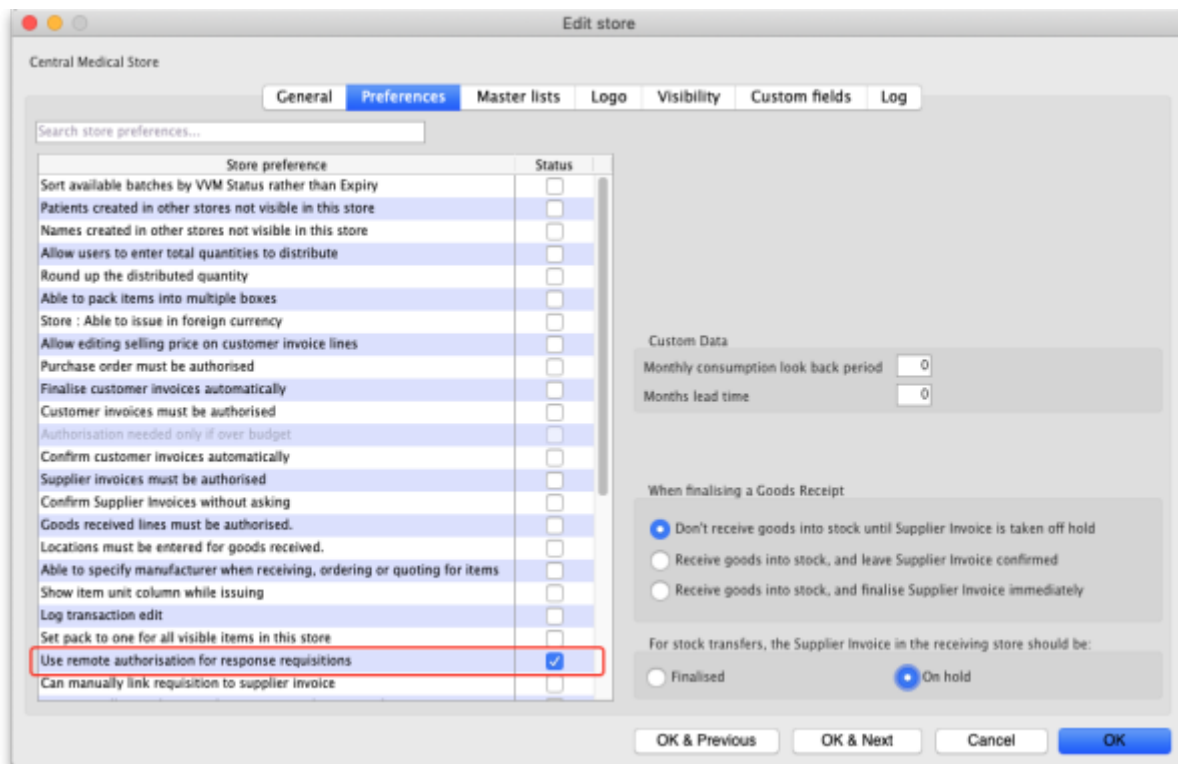 Edit store
Central Medical Store
General Preferences Master lists Logo Visibility Custom fields Log
Search store preferences...
Store preference Status
Sort available batches by VVM Status rather than Expiry
Patients created in other stores not visible in this store
Names created in other stores not visible in this store
Allow users to enter total quantities to distribute
Round up the distributed quantity
Able to pack items into multiple boxes
Store : Able to issue in foreign currency
Allow editing selling price on customer invoice lines
Purchase order must be authorised
Finalise customer invoices automatically
Customer invoices must be authorised
Authorisation needed only if over budget
Confirm customer invoices automatically
Supplier invoices must be authorised
Confirm Supplier Invoices without asking
Goods received lines must be authorised.
Locations must be entered for goods received.
Able to specify manufacturer when receiving, ordering or quoting for items
Show item unit column while issuing
Log transaction edit
Set pack to one for all visible items in this store
Use remote authorisation for response requisitions
Can manually link requisition to supplier invoice
Custom Data
Monthly consumption look back period 0
Months lead time 0
When finalising a Goods Receipt
Don't receive goods into stock until Supplier Invoice is taken off hold
Receive goods into stock, and leave Supplier Invoice confirmed
Receive goods into stock, and finalise Supplier Invoice immediately
For stock transfers, the Supplier Invoice in the receiving store should be:
Finalised On hold
OK & Previous OK & Next Cancel OK